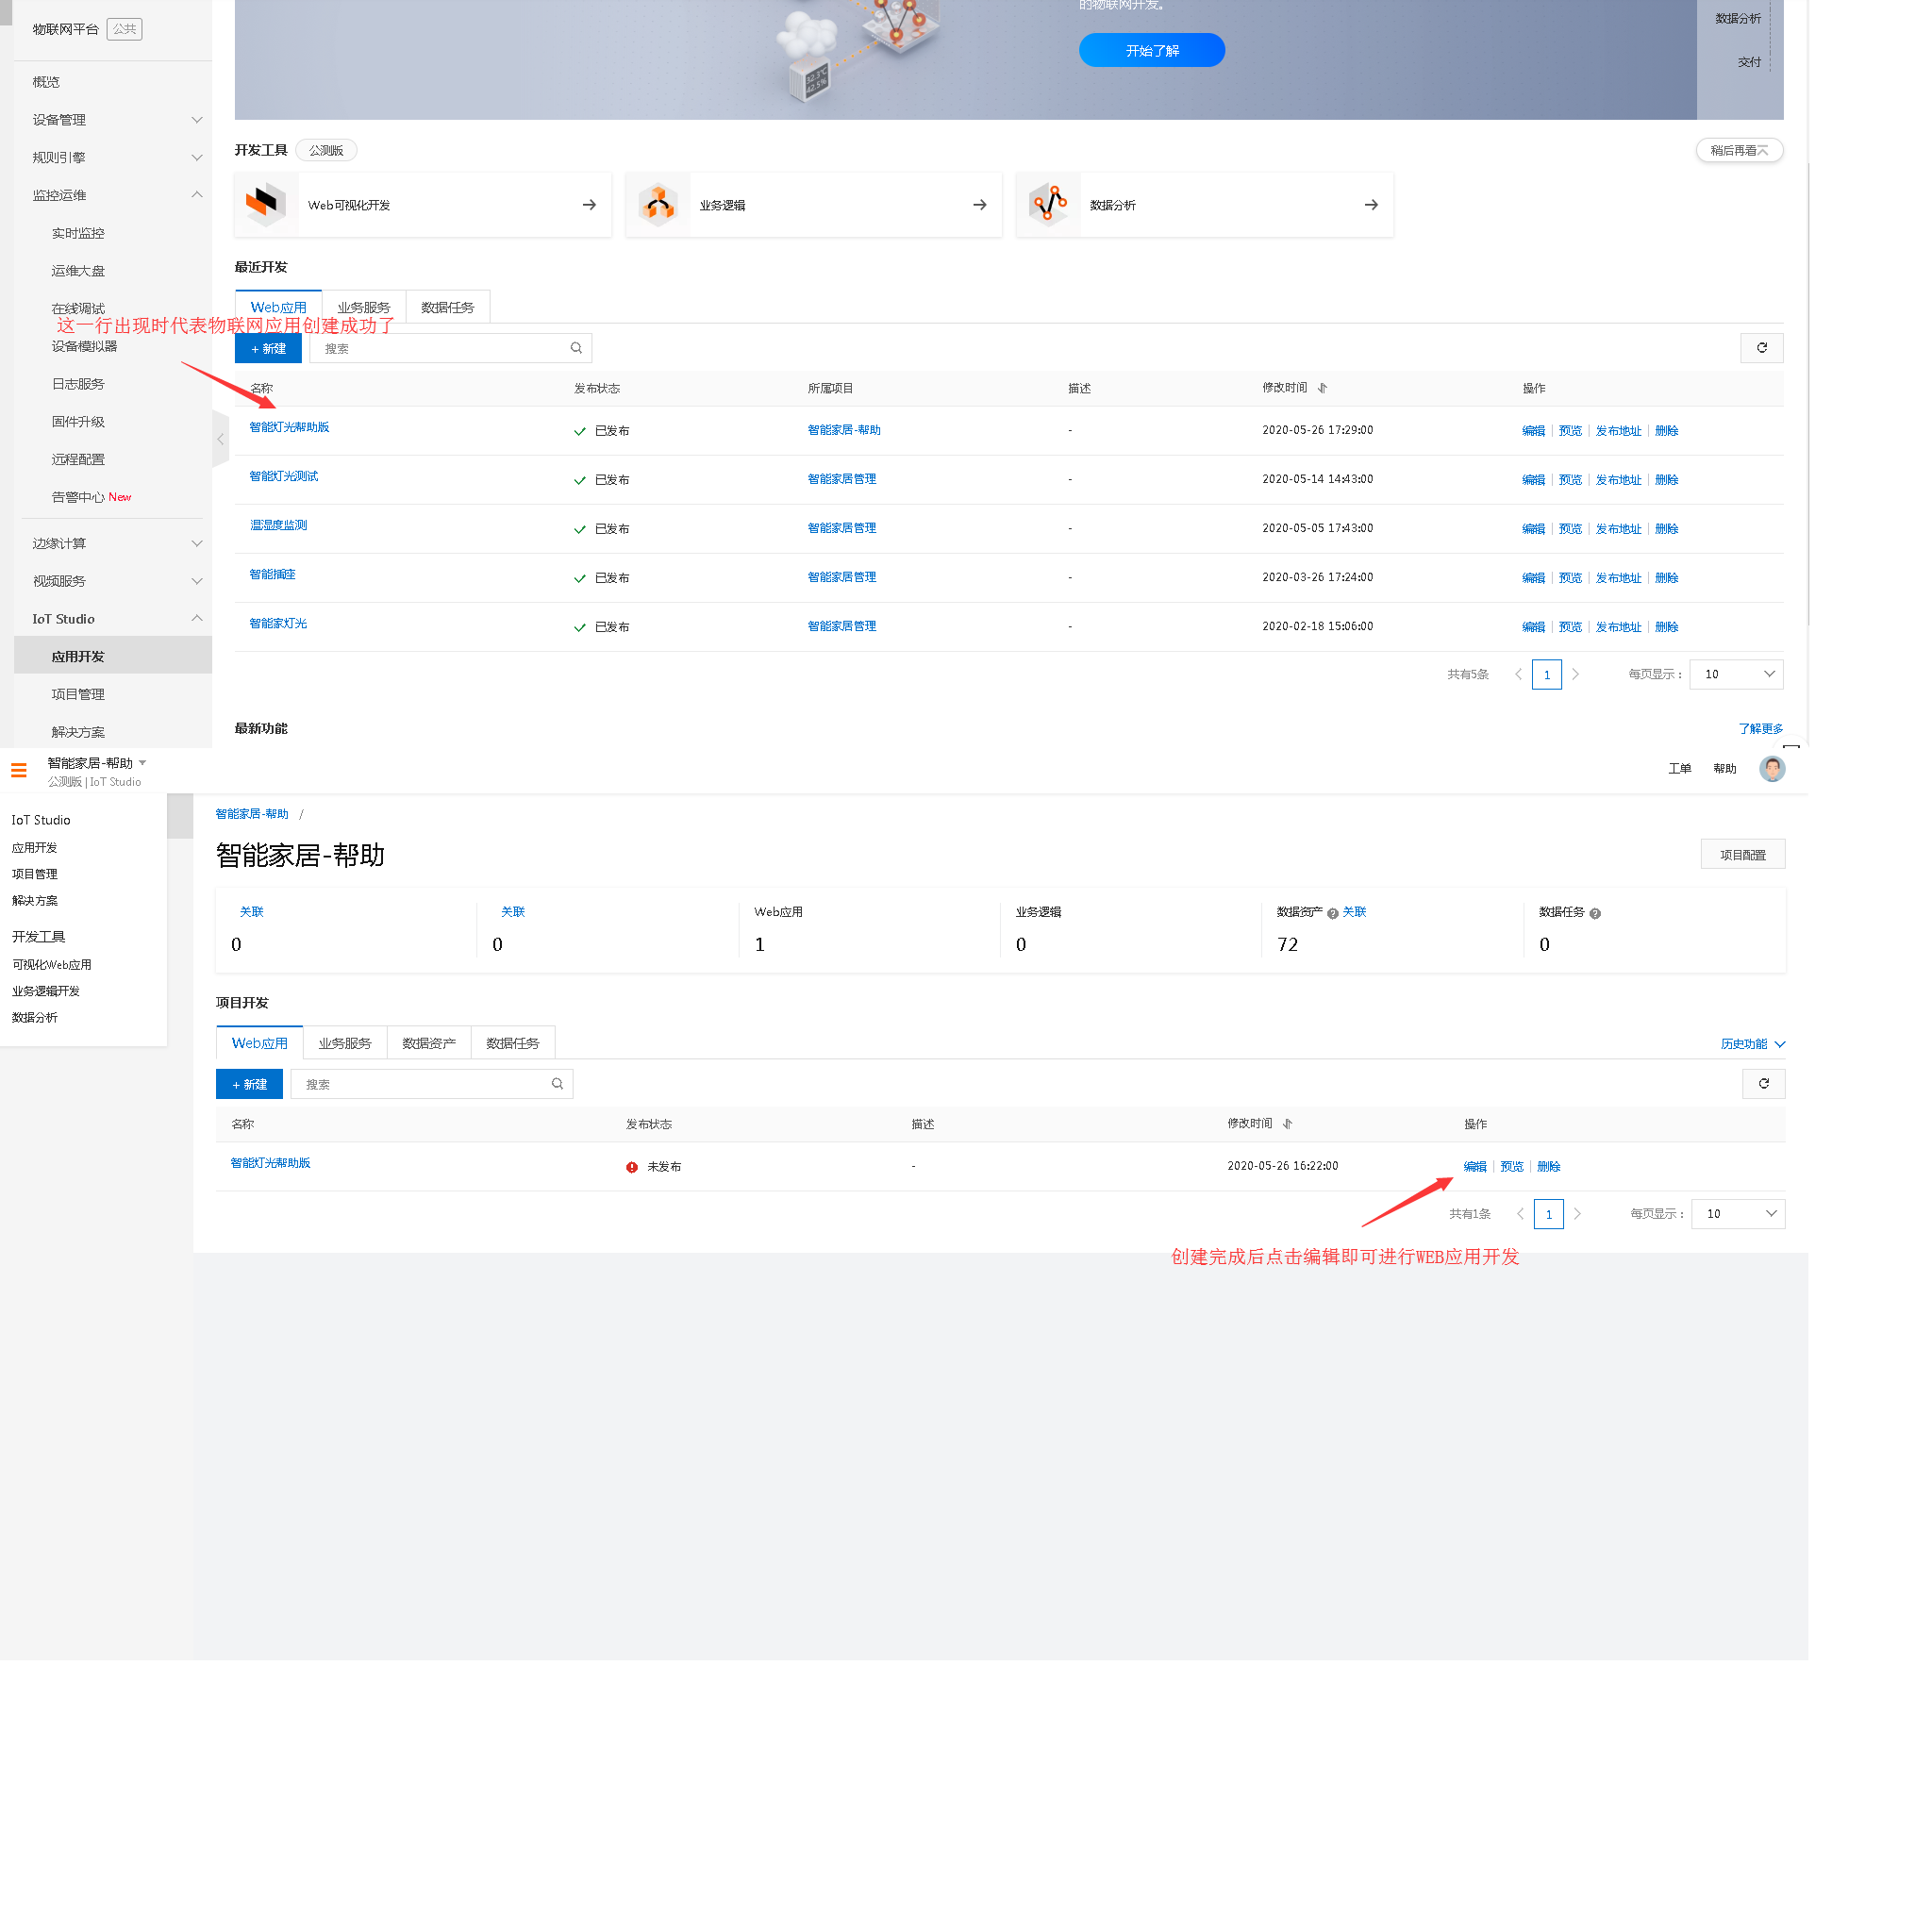 物联网平台 公共
概览
设备管理
规则引擎
监控运维
实时监控
运维大盘
在线调试
设备模拟器
日志服务
固件升级
远程配置
告警中心 New
边缘计算
视频服务
IoT Studio
应用开发
项目管理
解决方案
的物联网开发。
开始了解
数据分析
交付
开发工具 公测版
稍后再看
Web可视化开发
业务逻辑
数据分析
最近开发
Web应用 业务服务 数据任务
这一行出现时代表物联网应用创建成功了
+ 新建 搜索
名称 发布状态 所属项目 描述 修改时间 操作
智能灯光帮助版 已发布 智能家居-帮助 - 2020-05-26 17:29:00 编辑 预览 发布地址 删除
智能灯光测试 已发布 智能家居管理 - 2020-05-14 14:43:00 编辑 预览 发布地址 删除
温湿度监测 已发布 智能家居管理 - 2020-05-05 17:43:00 编辑 预览 发布地址 删除
智能插座 已发布 智能家居管理 - 2020-03-26 17:24:00 编辑 预览 发布地址 删除
智能家灯光 已发布 智能家居管理 - 2020-02-18 15:06:00 编辑 预览 发布地址 删除
共有5条 1 每页显示： 10
最新功能 了解更多
智能家居-帮助
公测版 | IoT Studio
工单 帮助
IoT Studio
应用开发
项目管理
解决方案
开发工具
可视化Web应用
业务逻辑开发
数据分析
智能家居-帮助 /
智能家居-帮助
项目配置
关联 关联 Web应用 业务逻辑 数据资产 关联 数据任务
0 0 1 0 72 0
项目开发
Web应用 业务服务 数据资产 数据任务
历史功能
+ 新建 搜索
名称 发布状态 描述 修改时间 操作
智能灯光帮助版 未发布 - 2020-05-26 16:22:00 编辑 预览 删除
共有1条 1 每页显示： 10
创建完成后点击编辑即可进行WEB应用开发